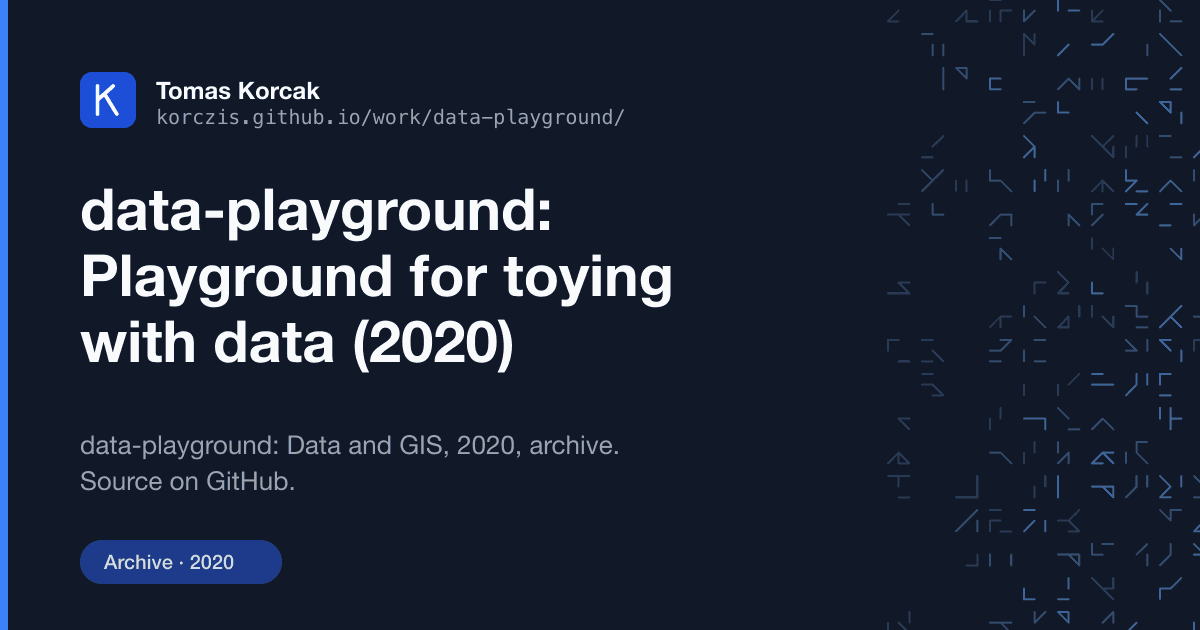 K
Tomas Korcak
korczis.github.io/work/data-playground/
data-playground:
Playground for toying
with data (2020)
data-playground: Data and GIS, 2020, archive.
Source on GitHub.
Archive · 2020